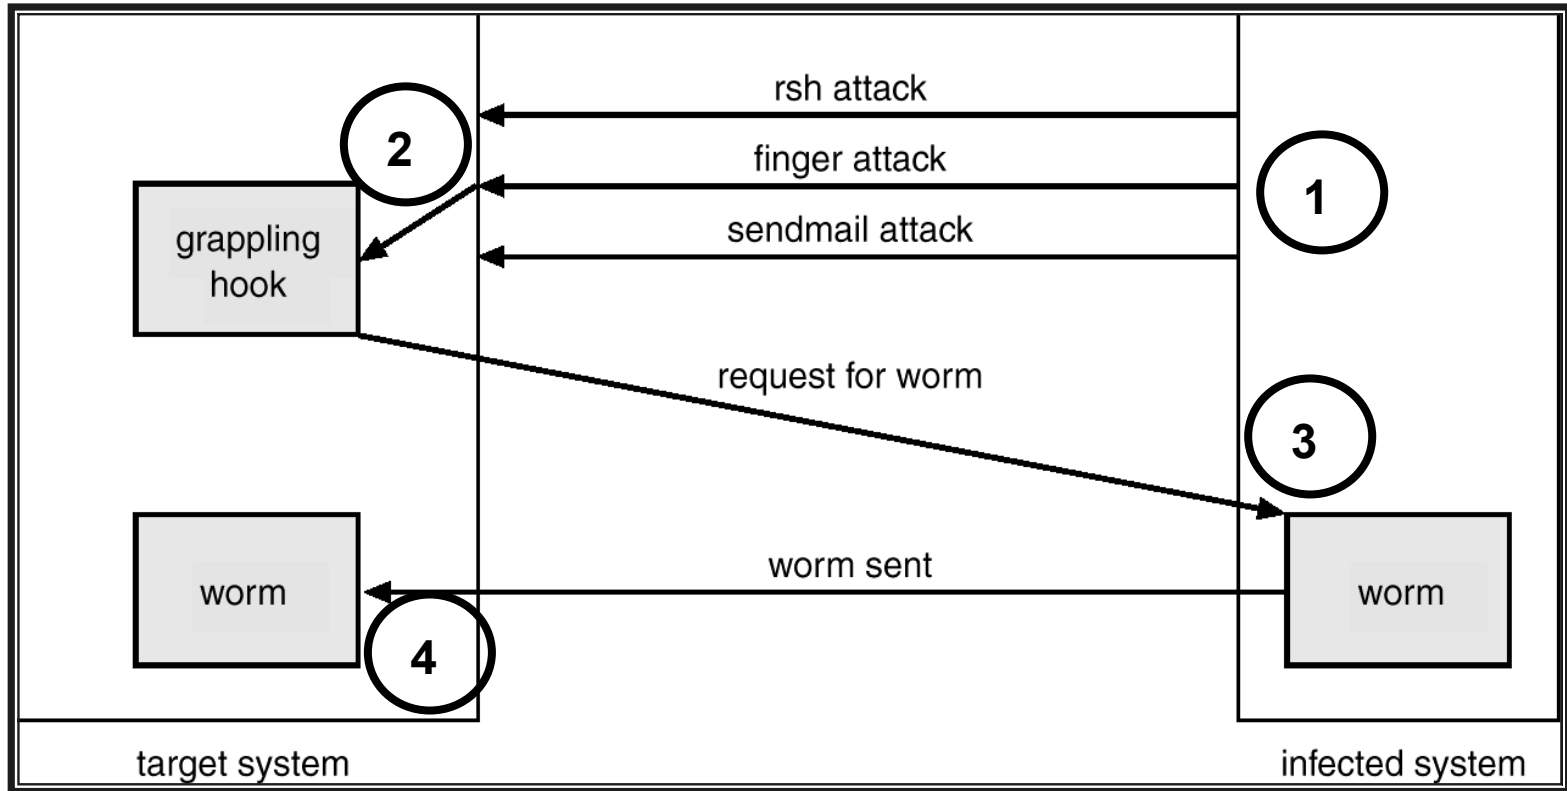 rsh attack
2
finger attack
1
sendmail attack
grappling
hook
request for worm
3
worm sent
worm
worm
4
target system
infected system